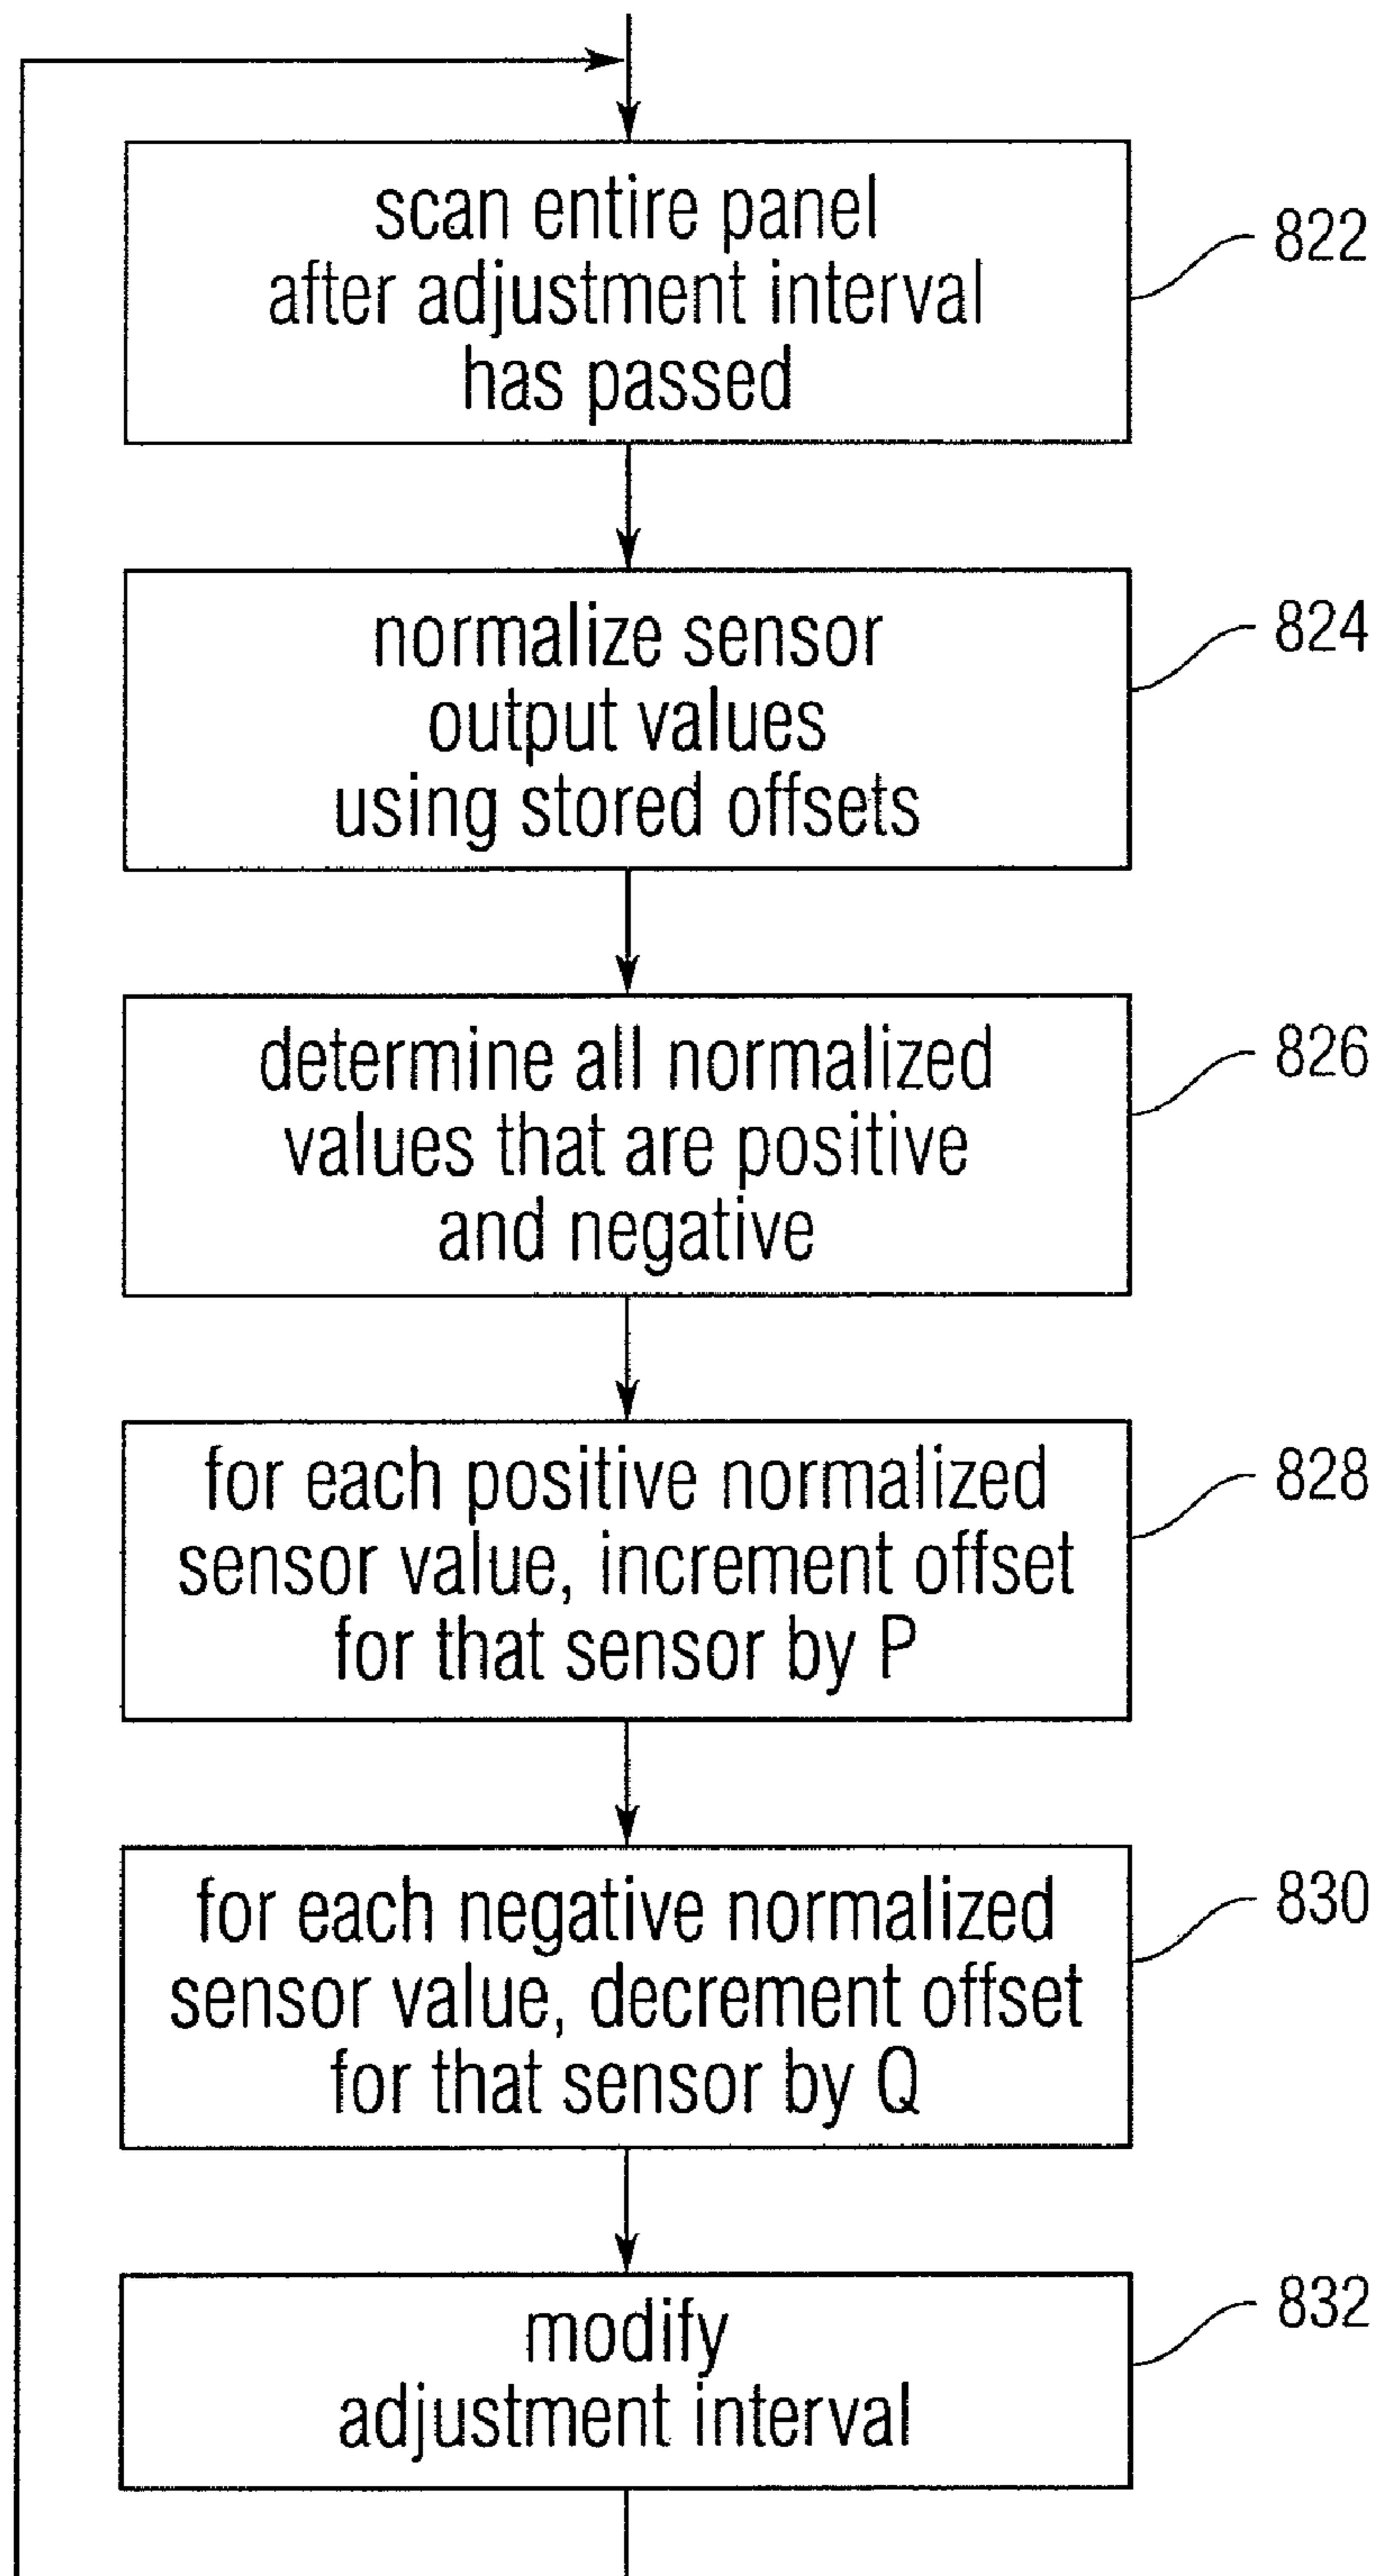 scan entire panel
after adjustment interval
has passed
822
normalize sensor
output values
using stored offsets
824
determine all normalized
values that are positive
and negative
826
for each positive normalized
sensor value, increment offset
for that sensor by P
828
for each negative normalized
sensor value, decrement offset
for that sensor by Q
830
modify
adjustment interval
832